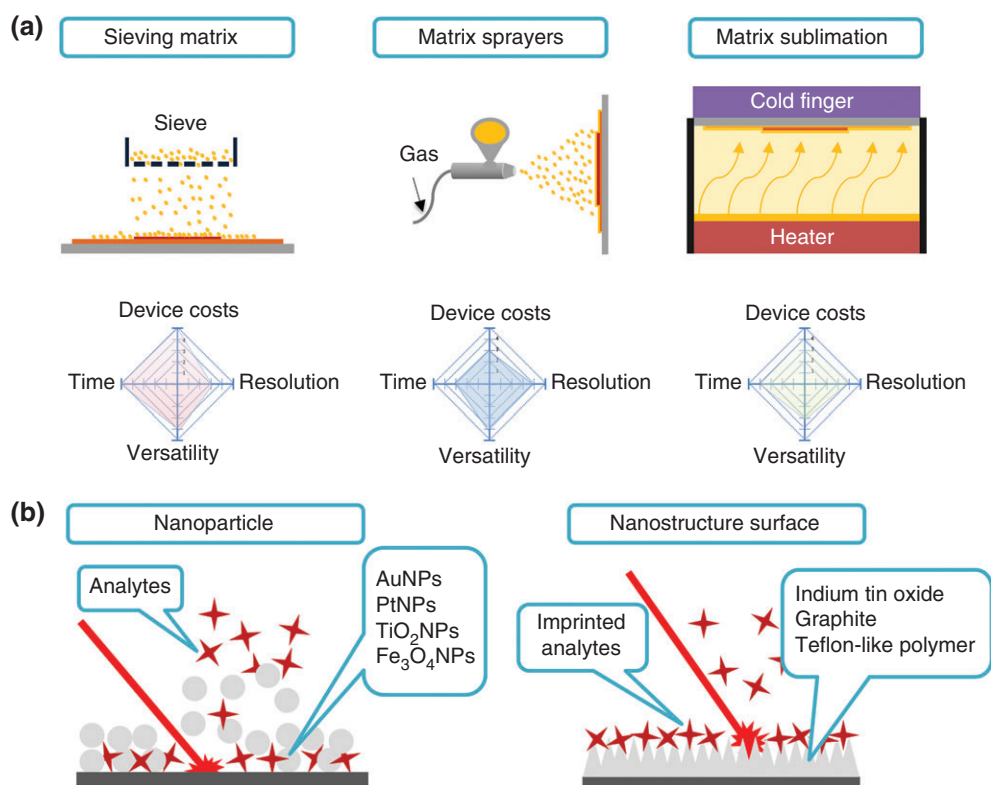 (a)
Sieving matrix
Matrix sprayers
Matrix sublimation
Sieve
Gas
Cold finger
Heater
Device costs
Time
Resolution
Versatility
Device costs
Time
Resolution
Versatility
Device costs
Time
Resolution
Versatility
(b)
Nanoparticle
Nanostructure surface
Analytes
AuNPs
PtNPs
TiO₂NPs
Fe₃O₄NPs
Imprinted
analytes
Indium tin oxide
Graphite
Teflon-like polymer